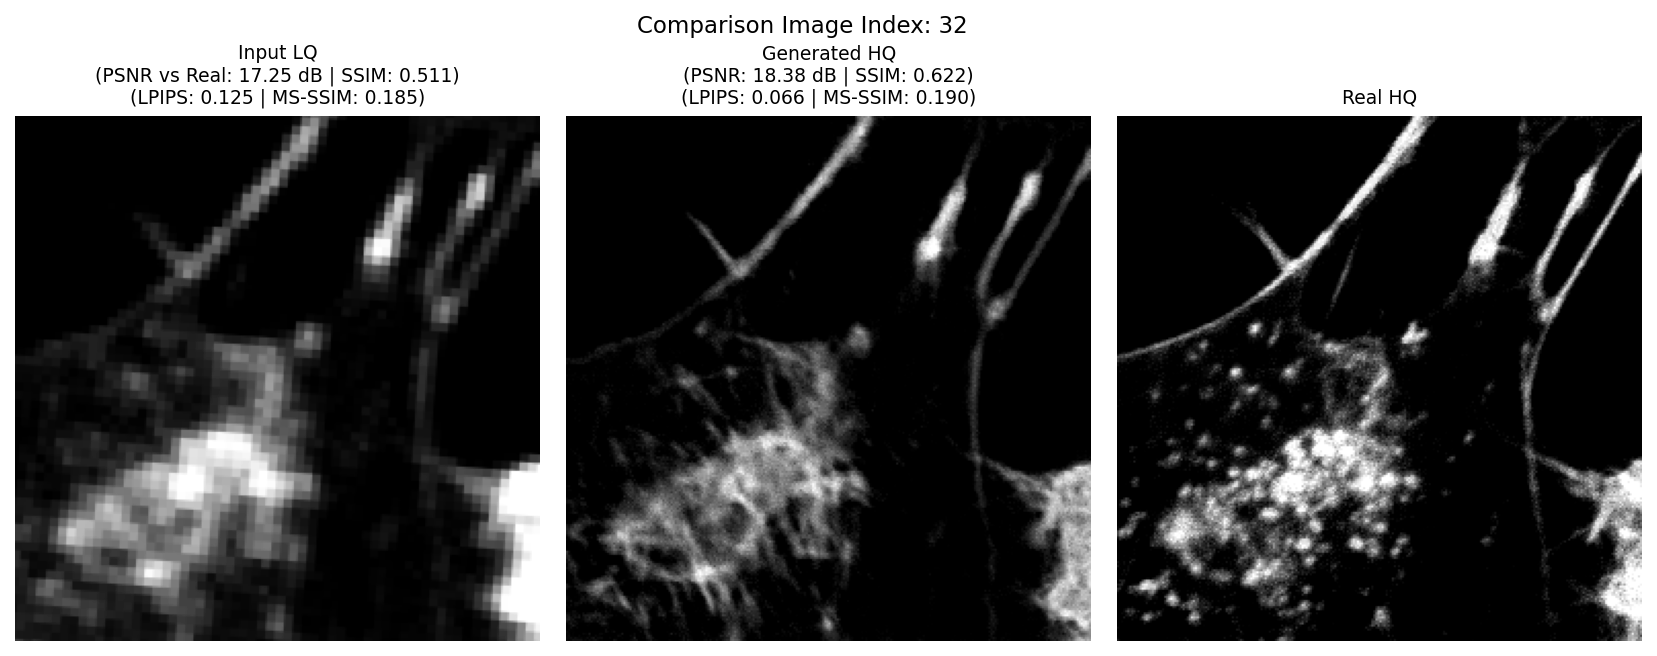 Comparison Image Index: 32
Input LQ
(PSNR vs Real: 17.25 dB | SSIM: 0.511)
(LPIPS: 0.125 | MS-SSIM: 0.185)
Generated HQ
(PSNR: 18.38 dB | SSIM: 0.622)
(LPIPS: 0.066 | MS-SSIM: 0.190)
Real HQ